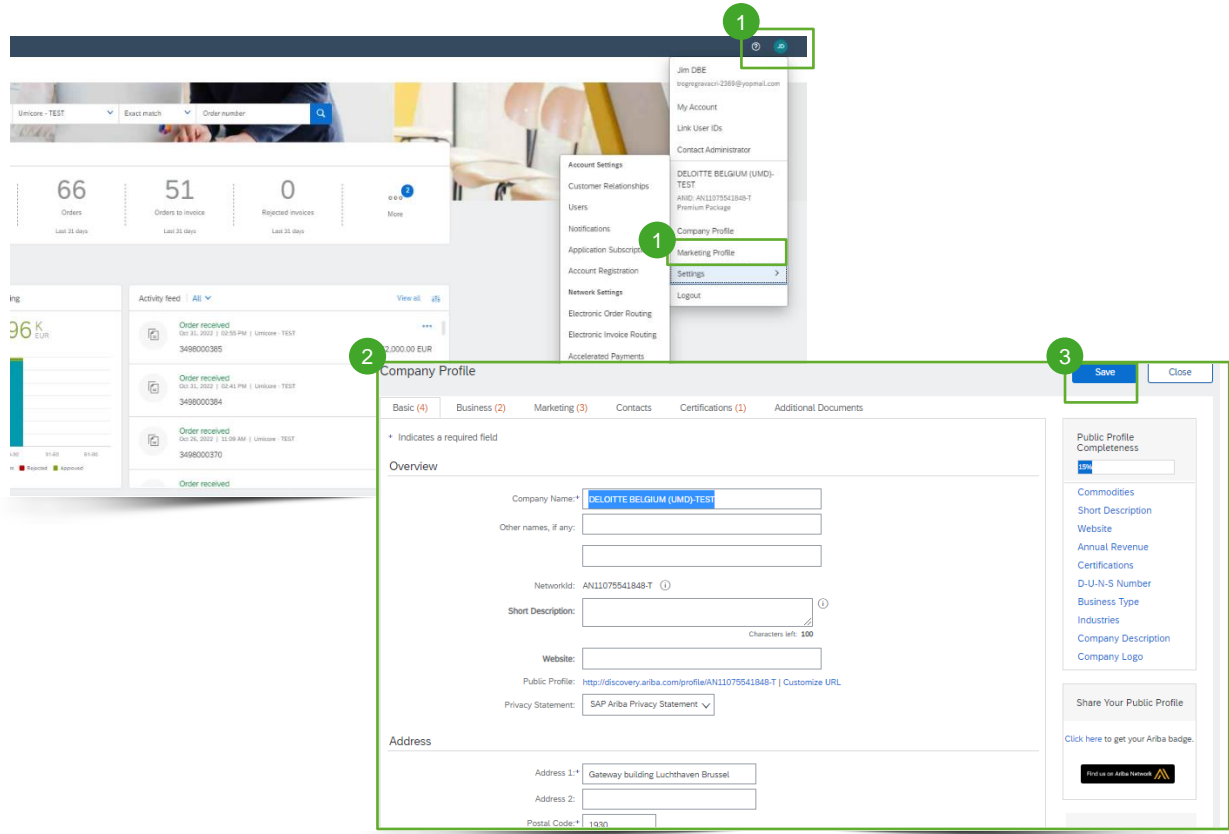 1
JD
Jim DBE
trogregravacri-2369@yopmail.com
My Account
Link User IDs
Contact Administrator
DELOITTE BELGIUM (UMD)-
TEST
ANID: AN11075541848-T
Premium Package
Company Profile
1
Marketing Profile
Settings
Logout
Account Settings
Customer Relationships
Users
Notifications
Application Subscripti
Account Registration
Network Settings
Electronic Order Routing
Electronic Invoice Routing
Accelerated Payments
Umicore - TEST
Exact match
Order number
66
Orders
Last 31 days
51
Orders to invoice
Last 31 days
0
Rejected invoices
Last 31 days
2
More
ing
96 K
EUR
Rejected
Approved
Activity feed
All
View all
Order received
Oct 31, 2022 | 02:55 PM | Umicore - TEST
3498000385
2,000.00 EUR
Order received
Oct 31, 2022 | 02:41 PM | Umicore - TEST
3498000384
Order received
Oct 26, 2022 | 11:09 AM | Umicore - TEST
3498000370
Order received
2
Company Profile
3
Save
Close
Basic (4)
Business (2)
Marketing (3)
Contacts
Certifications (1)
Additional Documents
* Indicates a required field
Overview
Company Name:*
DELOITTE BELGIUM (UMD)-TEST
Other names, if any:
NetworkId: AN11075541848-T
Short Description:
Characters left: 100
Website:
Public Profile: http://discovery.ariba.com/profile/AN11075541848-T | Customize URL
Privacy Statement: SAP Ariba Privacy Statement
Address
Address 1:* Gateway building Luchthaven Brussel
Address 2:
Postal Code:* 1930
Public Profile
Completeness
15%
Commodities
Short Description
Website
Annual Revenue
Certifications
D-U-N-S Number
Business Type
Industries
Company Description
Company Logo
Share Your Public Profile
Click here to get your Ariba badge.
Find us on Ariba Network